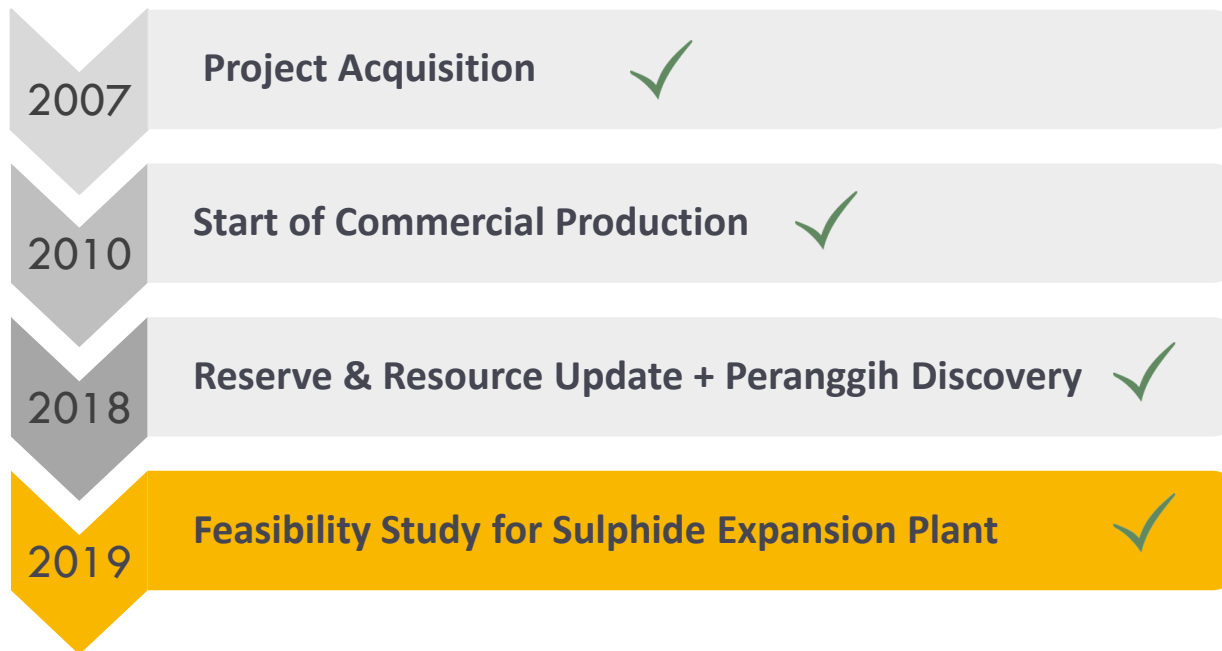 2007
Project Acquisition
2010
Start of Commercial Production
2018
Reserve & Resource Update + Peranggih Discovery
2019
Feasibility Study for Sulphide Expansion Plant